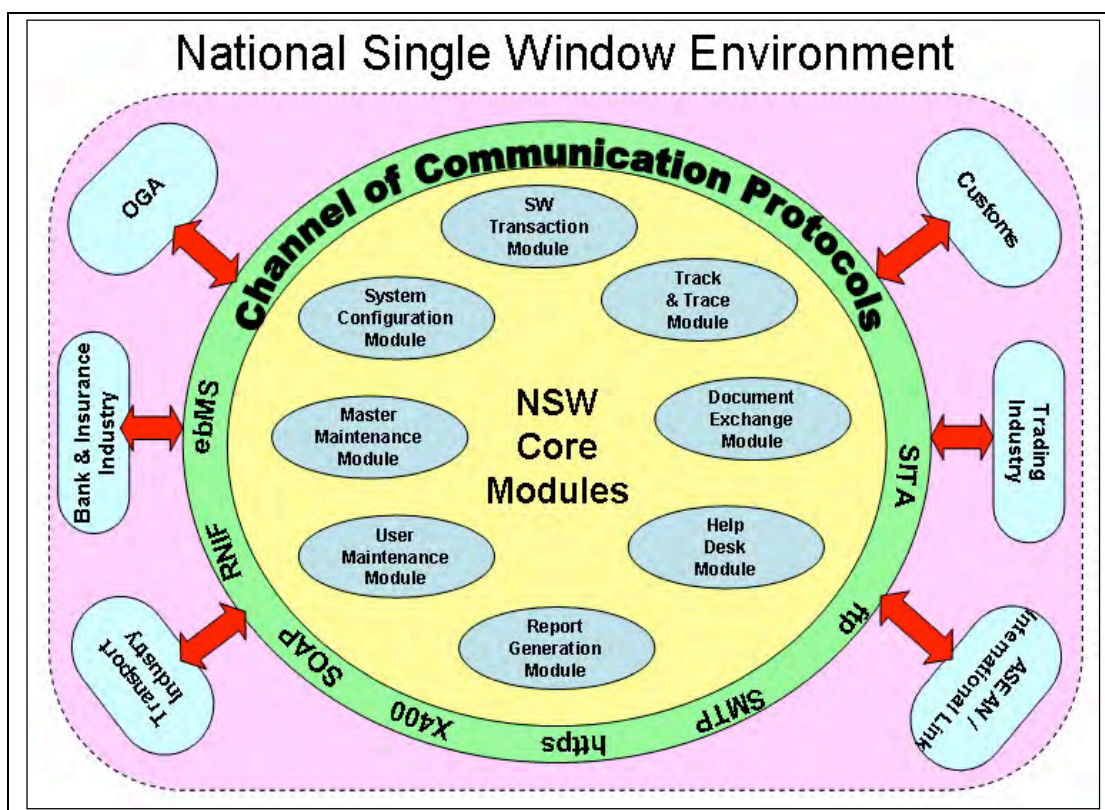 National Single Window Environment
Channel of Communication Protocols
OGA
Customs
SW
Transaction
Module
System
Configuration
Module
Track
& Trace
Module
Bank & Insurance
Industry
Master
Maintenance
Module
NSW
Core
Modules
Document
Exchange
Module
Trading
Industry
User
Maintenance
Module
Help
Desk
Module
Transport
Industry
Report
Generation
Module
ASEAN /
International Link
ebMS
RNIF
SOAP
X400
https
SMTP
ftp
SITA